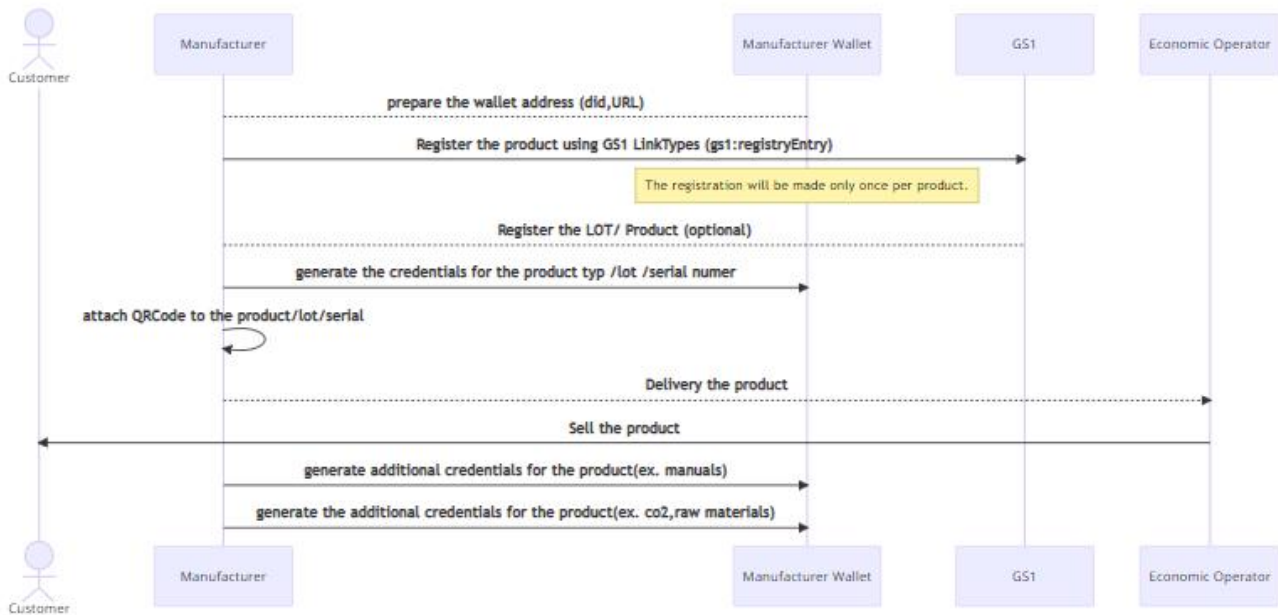 Manufacturer
Manufacturer Wallet
GS1
Economic Operator
Customer
prepare the wallet address (did,URL)
Register the product using GS1 LinkTypes (gs1:registryEntry)
The registration will be made only once per product.
Register the LOT/ Product (optional)
generate the credentials for the product typ /lot /serial numer
attach QRCode to the product/lot/serial
Delivery the product
Sell the product
generate additional credentials for the product(ex. manuals)
generate the additional credentials for the product(ex. co2,raw materials)
Manufacturer
Manufacturer Wallet
GS1
Economic Operator
Customer